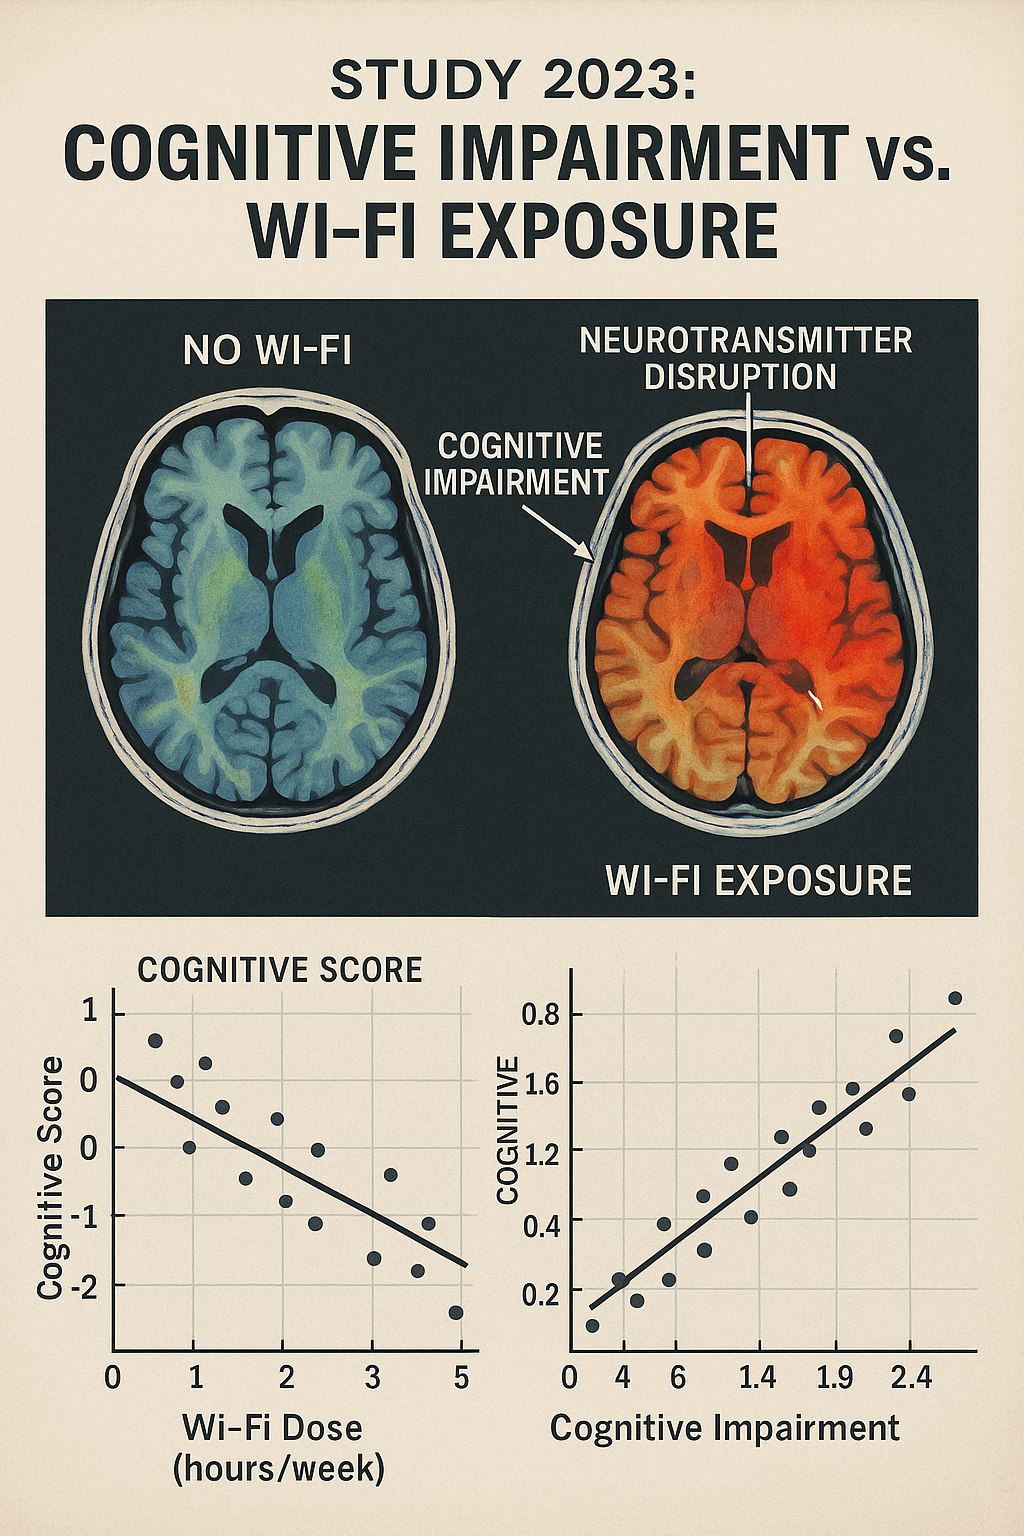 STUDY 2023:
COGNITIVE IMPAIRMENT vs.
WI-FI EXPOSURE
NO WI-FI
NEUROTRANSMITTER
DISRUPTION
COGNITIVE
IMPAIRMENT
WI-FI EXPOSURE
COGNITIVE SCORE
Cognitive Score
1
0
0
-1
-2
0 1 2 3 5
Wi-Fi Dose
(hours/week)
COGNITIVE
0.8
1.6
1.2
0.4
0.2
0 4 6 1.4 1.9 2.4
Cognitive Impairment